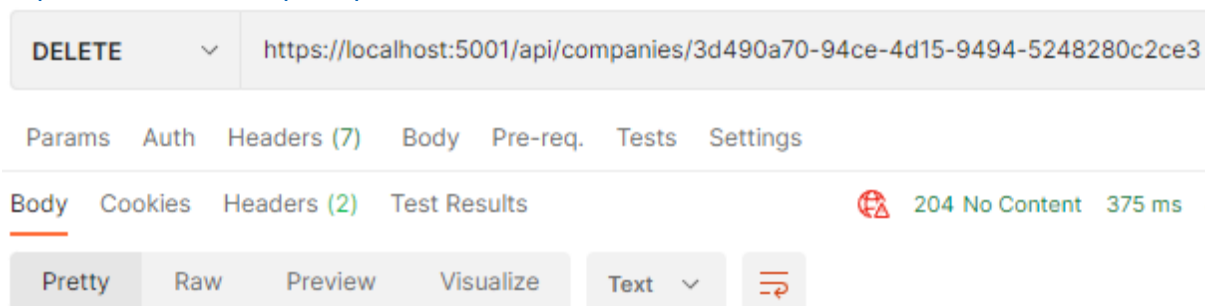 DELETE https://localhost:5001/api/companies/3d490a70-94ce-4d15-9494-5248280c2ce3
Params Auth Headers (7) Body Pre-req. Tests Settings
Body Cookies Headers (2) Test Results 204 No Content 375 ms
Pretty Raw Preview Visualize Text